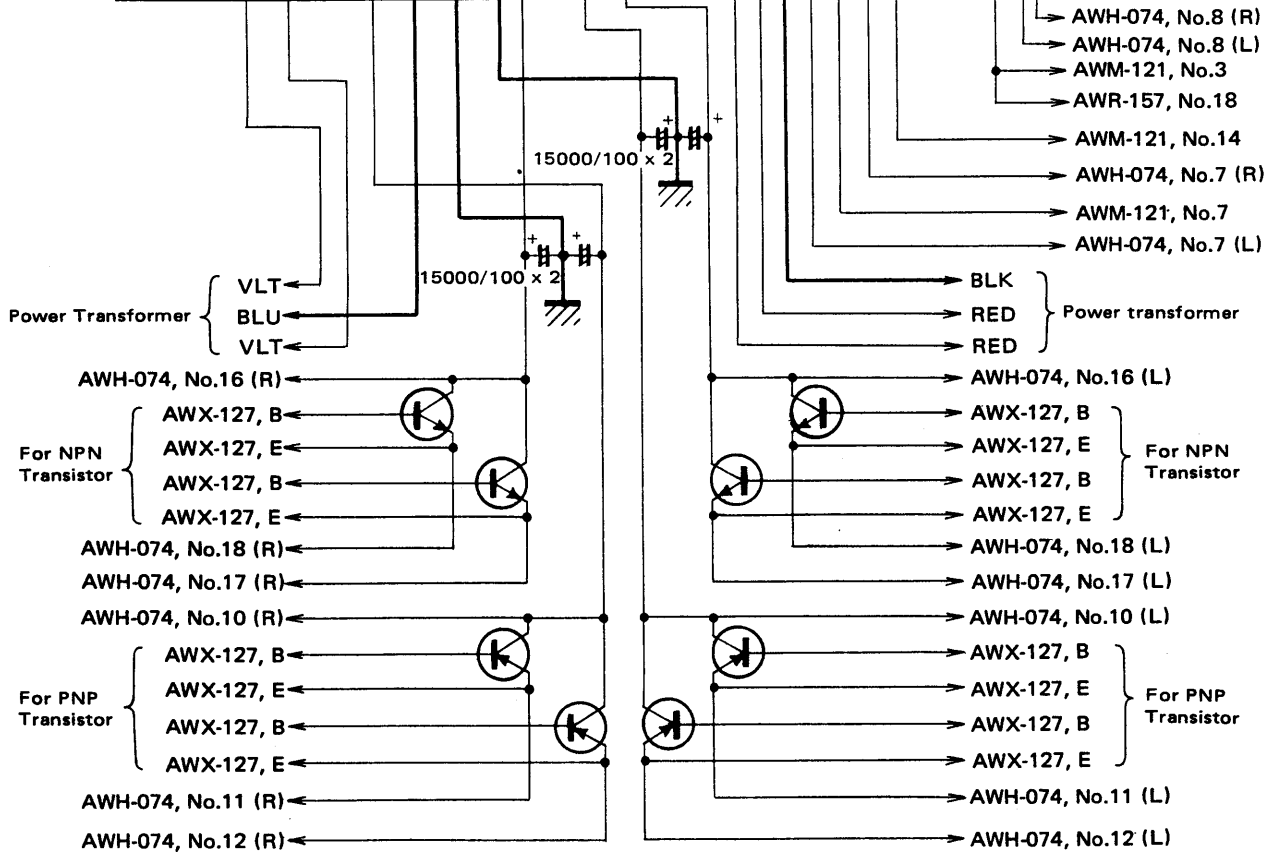 AWH-074, No.8 (R)
AWH-074, No.8 (L)
AWM-121, No.3
AWR-157, No.18
AWM-121, No.14
AWH-074, No.7 (R)
AWM-121, No.7
AWH-074, No.7 (L)
+ +
15000/100 x 2
+ +
15000/100 x 2
Power Transformer
VLT
BLU
VLT
BLK
RED
RED
Power transformer
AWH-074, No.16 (R)
For NPN
Transistor
AWX-127, B
AWX-127, E
AWX-127, B
AWX-127, E
AWH-074, No.18 (R)
AWH-074, No.17 (R)
AWH-074, No.10 (R)
For PNP
Transistor
AWX-127, B
AWX-127, E
AWX-127, B
AWX-127, E
AWH-074, No.11 (R)
AWH-074, No.12 (R)
AWH-074, No.16 (L)
AWX-127, B
AWX-127, E
AWX-127, B
AWX-127, E
For NPN
Transistor
AWH-074, No.18 (L)
AWH-074, No.17 (L)
AWH-074, No.10 (L)
AWX-127, B
AWX-127, E
AWX-127, B
AWX-127, E
For PNP
Transistor
AWH-074, No.11 (L)
AWH-074, No.12 (L)